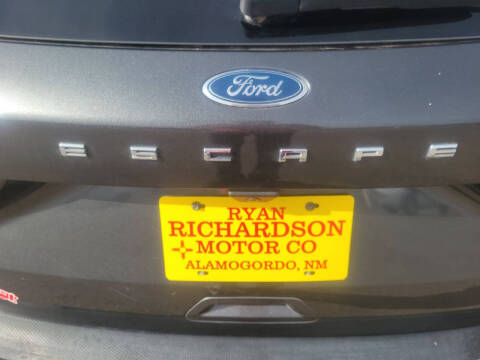 Ford
ESCAPE
RYAN
RICHARDSON
MOTOR CO
ALAMOGORDO, NM